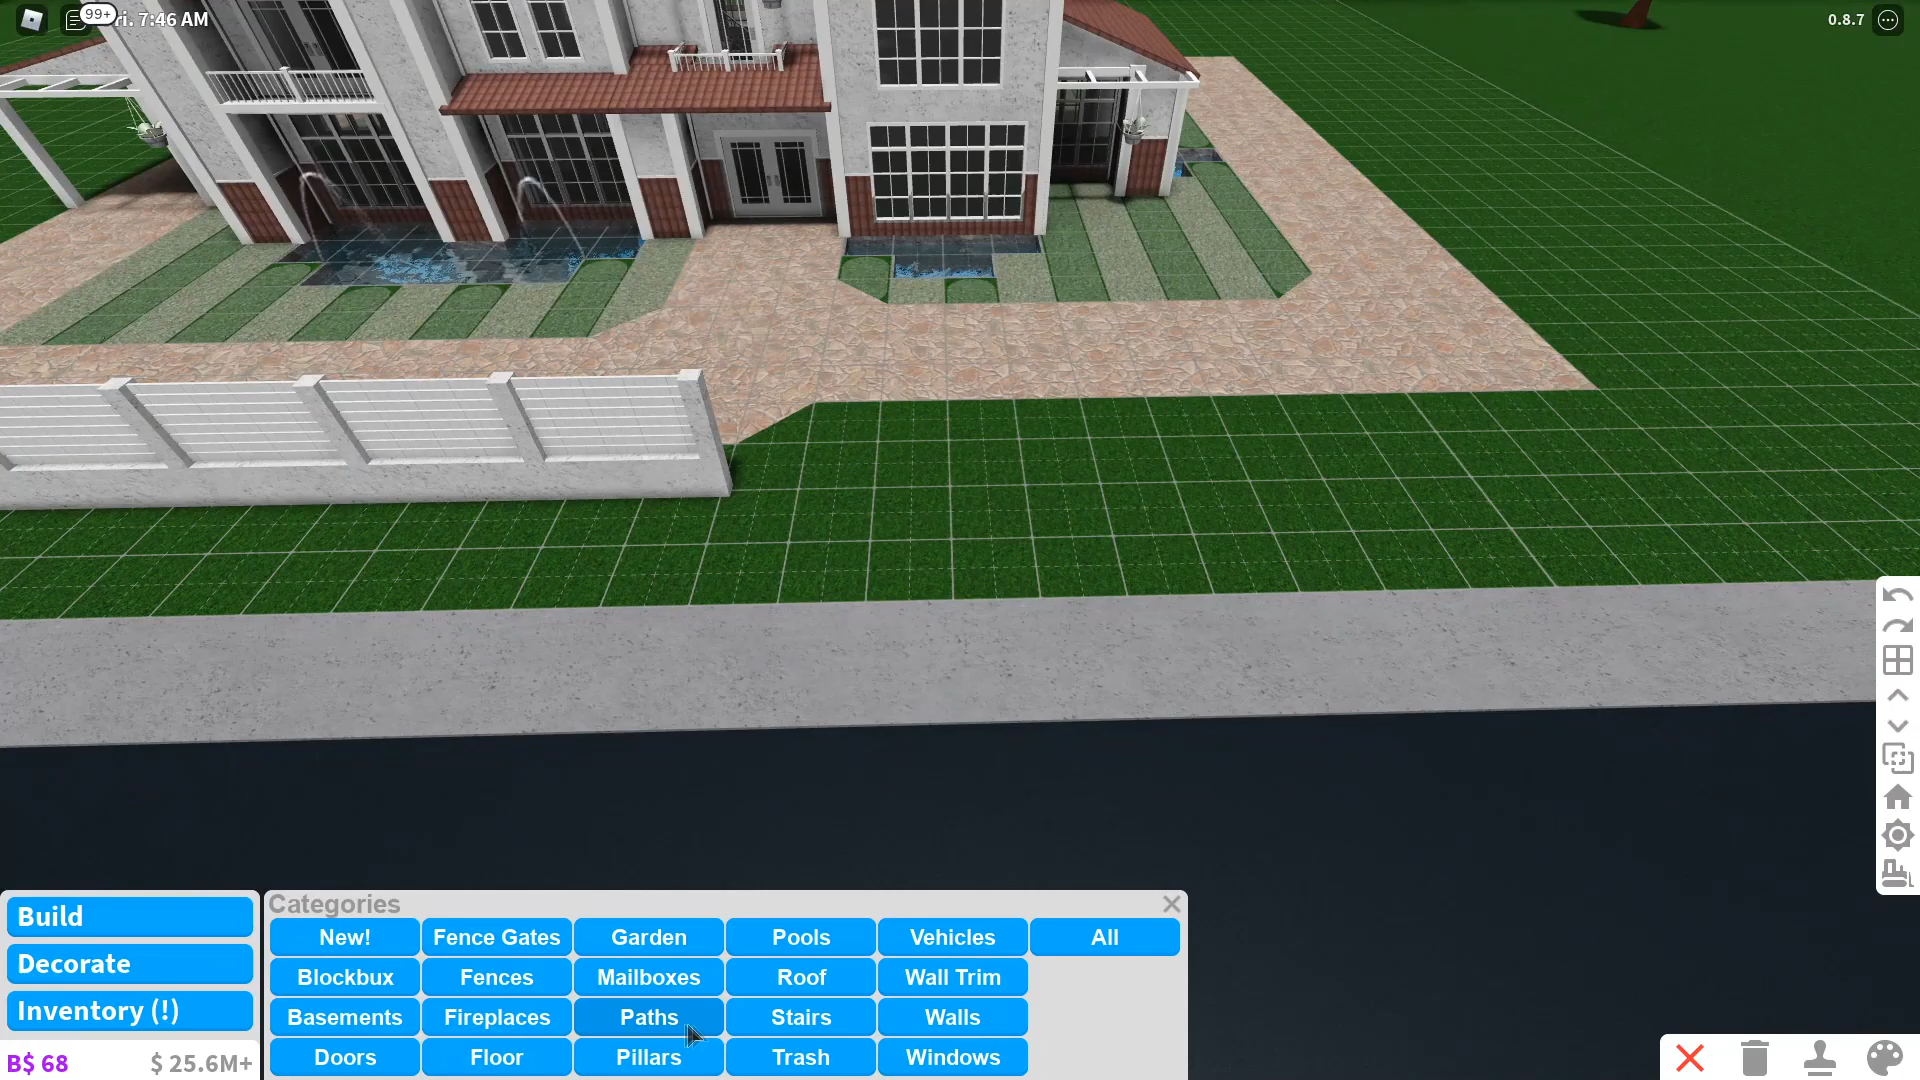 99+
ri. 7:46 AM
0.8.7
Build
Decorate
Inventory (!)
B$ 68
$ 25.6M+
Categories
New!
Fence Gates
Garden
Pools
Vehicles
All
Blockbux
Fences
Mailboxes
Roof
Wall Trim
Basements
Fireplaces
Paths
Stairs
Walls
Doors
Floor
Pillars
Trash
Windows